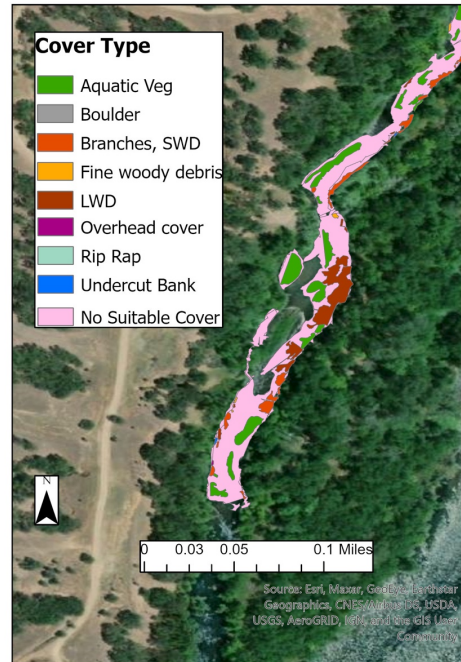 Cover Type
Aquatic Veg
Boulder
Branches, SWD
Fine woody debris
LWD
Overhead cover
Rip Rap
Undercut Bank
No Suitable Cover
N
0 0.03 0.05 0.1 Miles
Source: Esri, Maxar, GeoEye, Earthstar
Geographics, CNES/Airbus DS, USDA,
USGS, AeroGRID, IGN, and the GIS User
Community